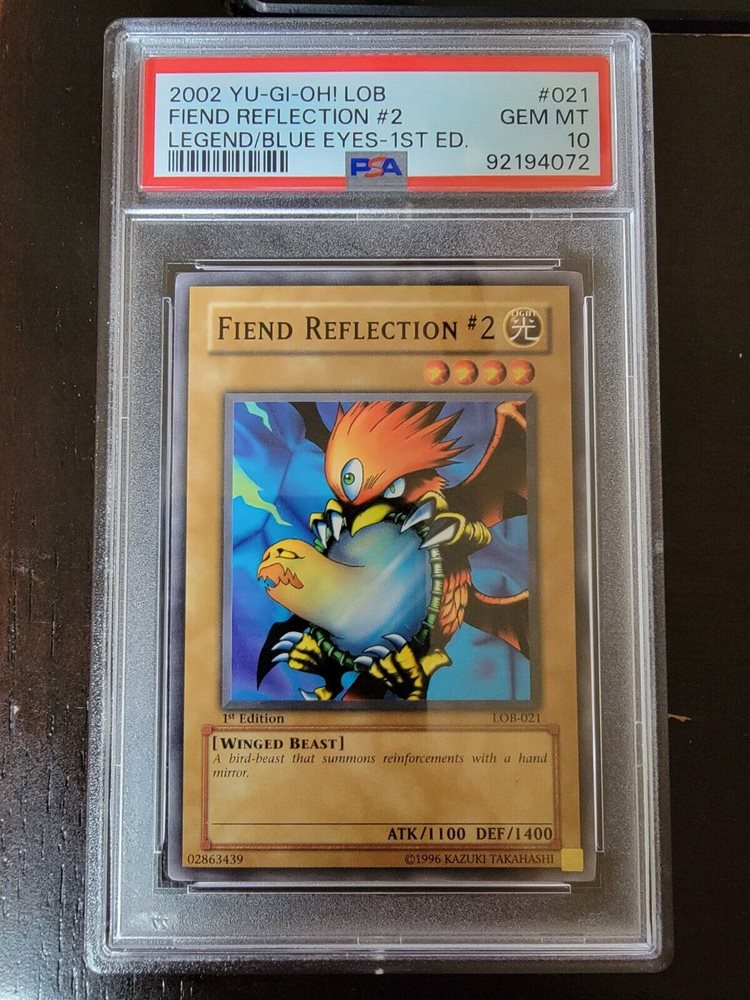 2002 YU-GI-OH! LOB #021
FIEND REFLECTION #2 GEM MT
LEGEND/BLUE EYES-1ST ED. 10
PSA 92194072
FIEND REFLECTION #2 LIGHT 光
1st Edition LOB-021
[WINGED BEAST]
A bird-beast that summons reinforcements with a hand
mirror.
ATK/1100 DEF/1400
02863439 ©1996 KAZUKI TAKAHASHI